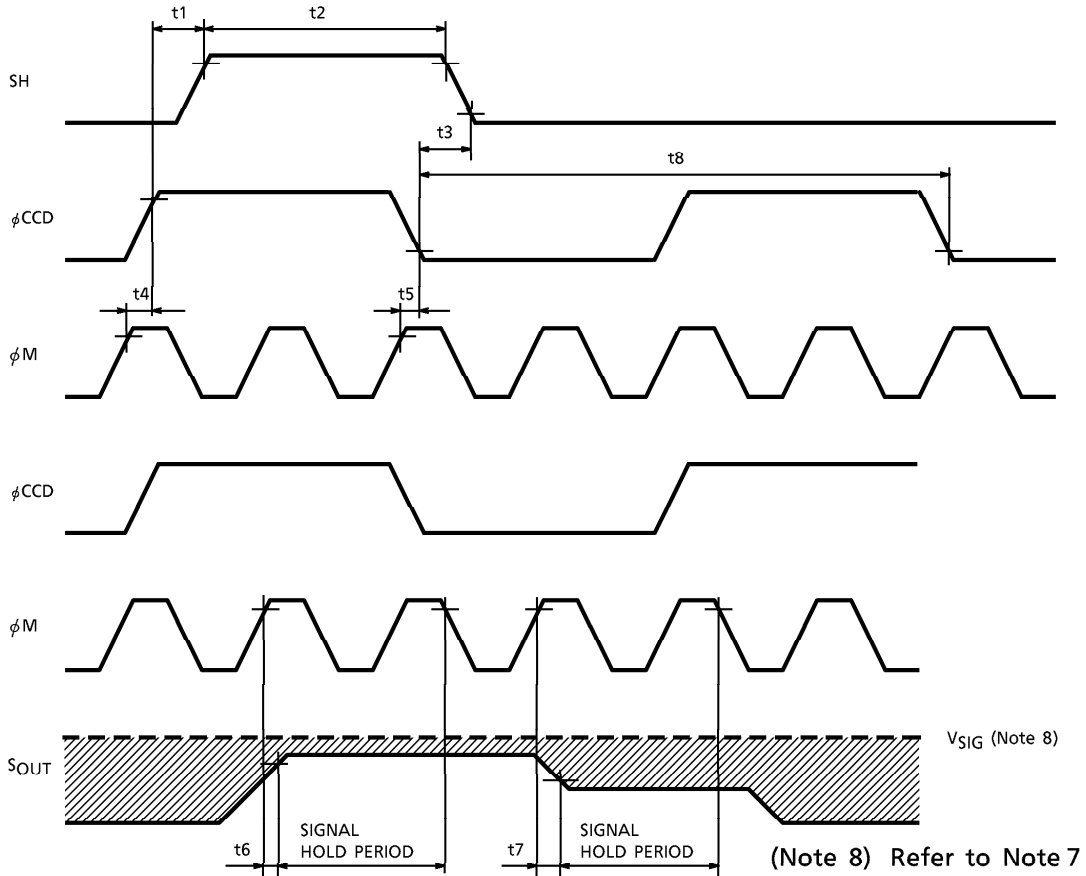 t1
t2
SH
t3
t8
φCCD
t4
t5
φM
φCCD
φM
VSIG (Note 8)
SOUT
t6
SIGNAL
HOLD PERIOD
t7
SIGNAL
HOLD PERIOD
(Note 8) Refer to Note 7